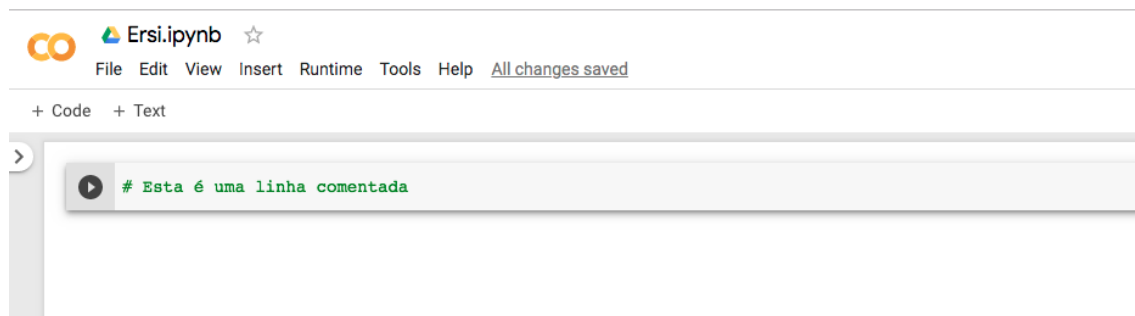 CO Ersi.ipynb
File Edit View Insert Runtime Tools Help All changes saved
+ Code + Text
# Esta é uma linha comentada